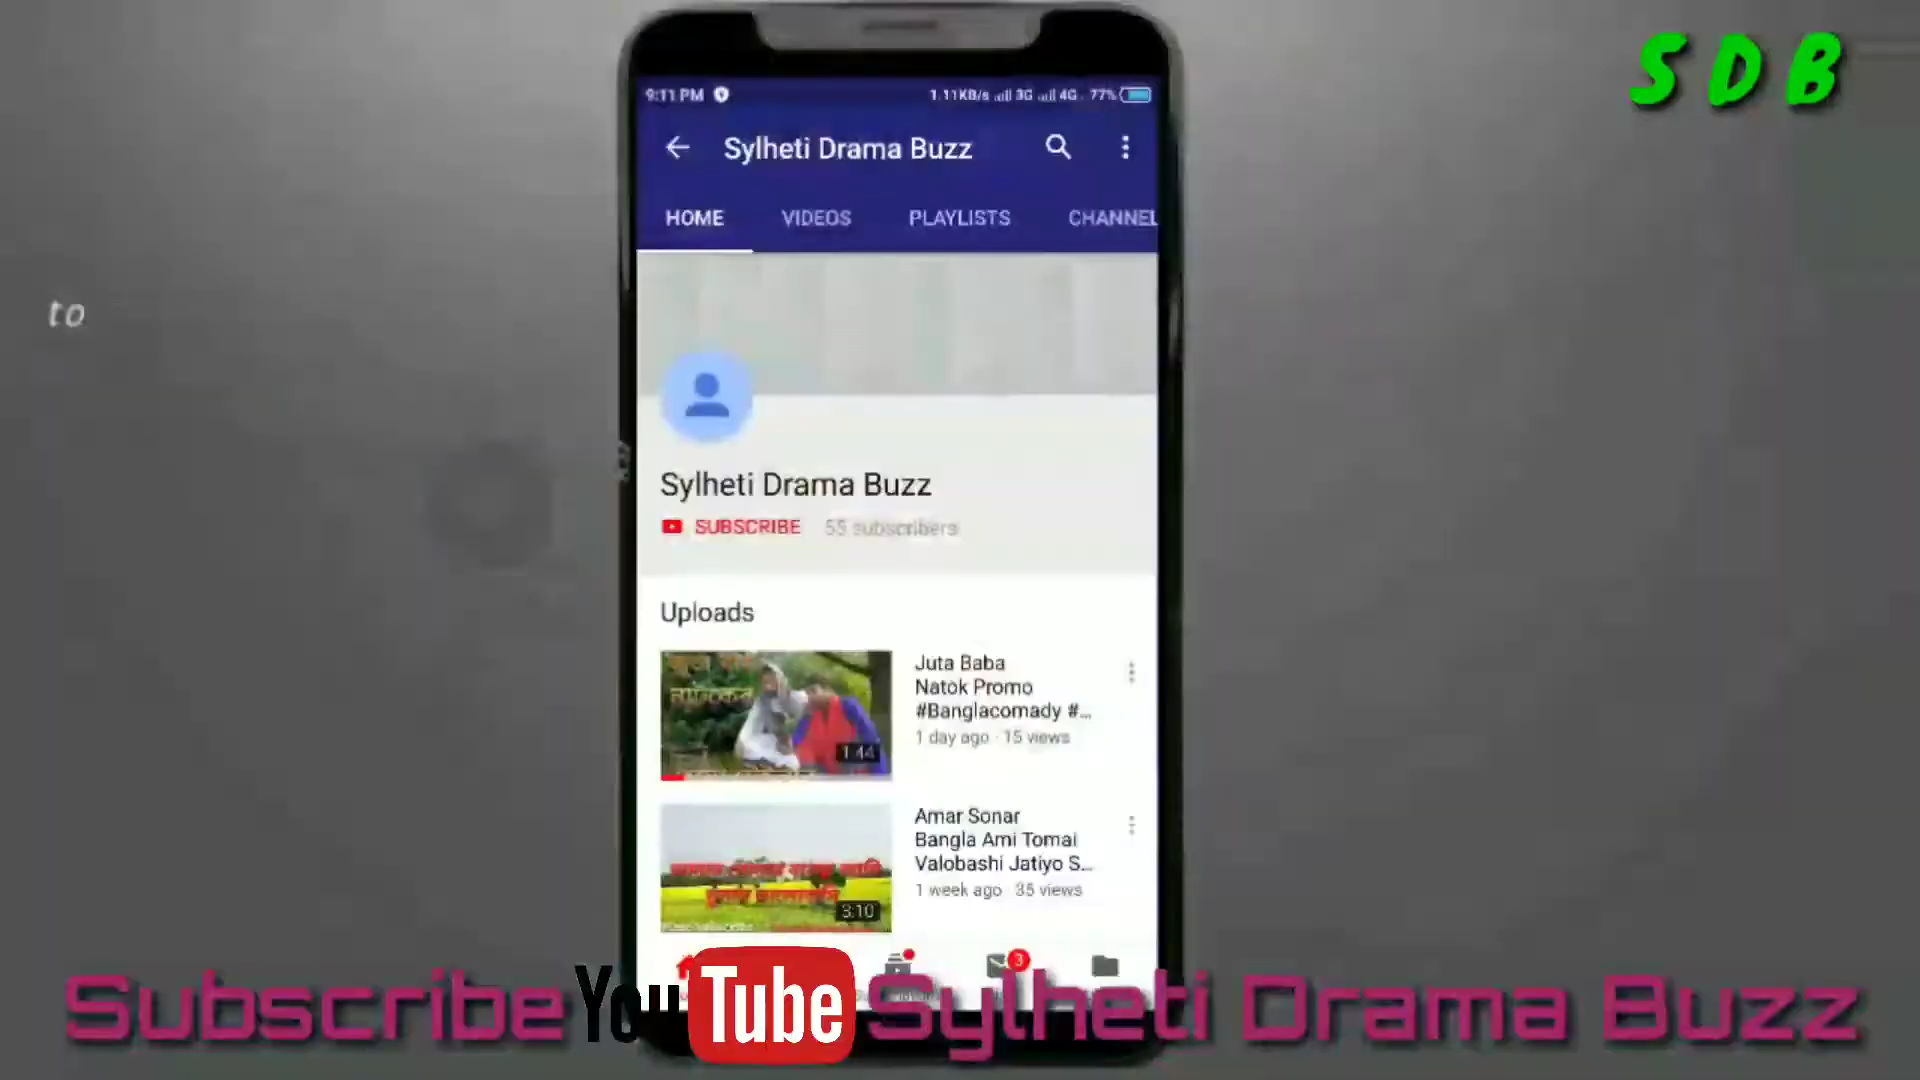 S D B
9:11 PM 1.11KB/s 3G 4G 77%
Sylheti Drama Buzz
HOME VIDEOS PLAYLISTS CHANNEL
to
Sylheti Drama Buzz
SUBSCRIBE 55 subscribers
Uploads
Juta Baba
Natok Promo
#Banglacomady #...
1 day ago · 15 views
1:44
Amar Sonar
Bangla Ami Tomai
Valobashi Jatiyo S...
1 week ago · 35 views
3:10
3
Subscribe YouTube Sylheti Drama Buzz